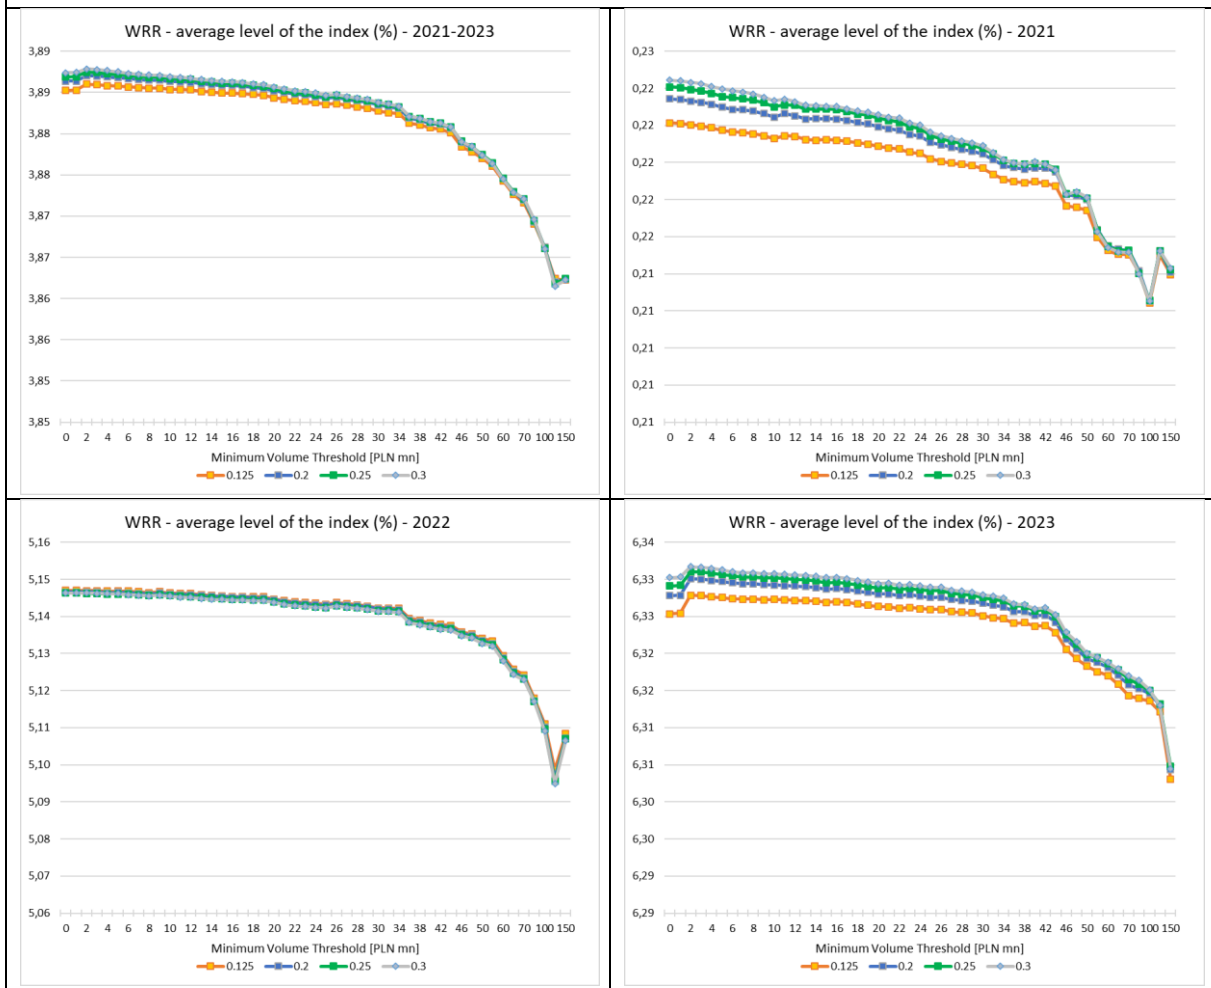 WRR - average level of the index (%) - 2021-2023
3,89
3,89
3,88
3,88
3,87
3,87
3,86
3,86
3,85
3,85
0 2 4 6 8 10 12 14 16 18 20 22 24 26 28 30 34 38 42 46 50 60 70 100 150
Minimum Volume Threshold [PLN mn]
0.125 0.2 0.25 0.3
WRR - average level of the index (%) - 2021
0,23
0,22
0,22
0,22
0,22
0,22
0,21
0,21
0,21
0,21
0,21
0 2 4 6 8 10 12 14 16 18 20 22 24 26 28 30 34 38 42 46 50 60 70 100 150
Minimum Volume Threshold [PLN mn]
0.125 0.2 0.25 0.3
WRR - average level of the index (%) - 2022
5,16
5,15
5,14
5,13
5,12
5,11
5,10
5,09
5,08
5,07
5,06
0 2 4 6 8 10 12 14 16 18 20 22 24 26 28 30 34 38 42 46 50 60 70 100 150
Minimum Volume Threshold [PLN mn]
0.125 0.2 0.25 0.3
WRR - average level of the index (%) - 2023
6,34
6,33
6,33
6,32
6,32
6,31
6,31
6,30
6,30
6,29
6,29
0 2 4 6 8 10 12 14 16 18 20 22 24 26 28 30 34 38 42 46 50 60 70 100 150
Minimum Volume Threshold [PLN mn]
0.125 0.2 0.25 0.3